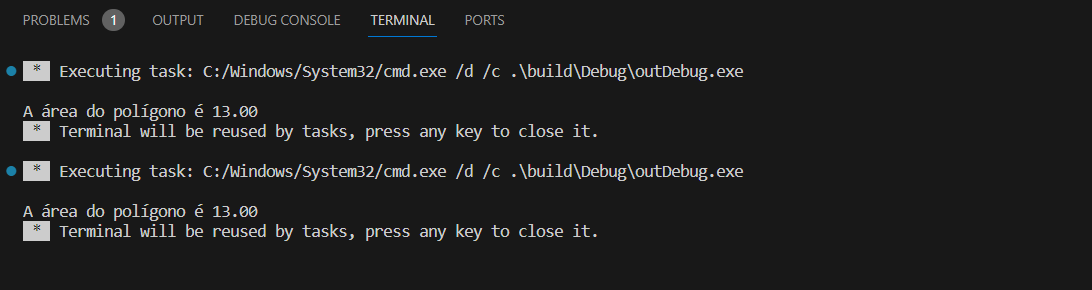 PROBLEMS 1 OUTPUT DEBUG CONSOLE TERMINAL PORTS
* Executing task: C:/Windows/System32/cmd.exe /d /c .\build\Debug\outDebug.exe
A área do polígono é 13.00
* Terminal will be reused by tasks, press any key to close it.
* Executing task: C:/Windows/System32/cmd.exe /d /c .\build\Debug\outDebug.exe
A área do polígono é 13.00
* Terminal will be reused by tasks, press any key to close it.